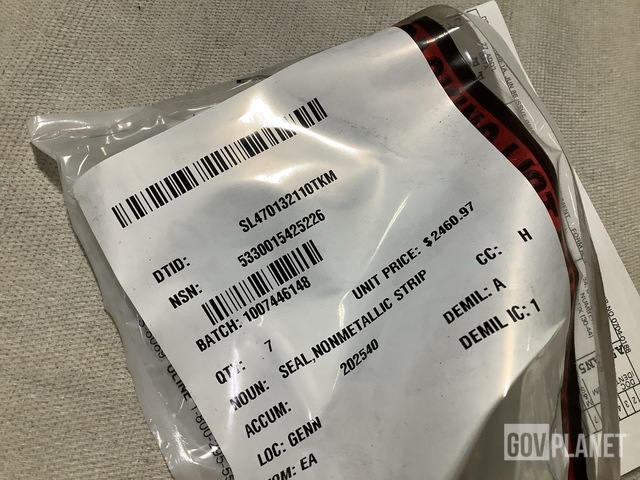 DTID: SL470132110TKM
NSN: 5330015425226
BATCH: 1007446148
UNIT PRICE: $2460.97
QTY: 7
CC: H
NOUN: SEAL,NONMETALLIC STRIP
DEMIL: A
ACCUM: 202540
DEMIL IC: 1
LOC: GENN
EA
GOVPLANET